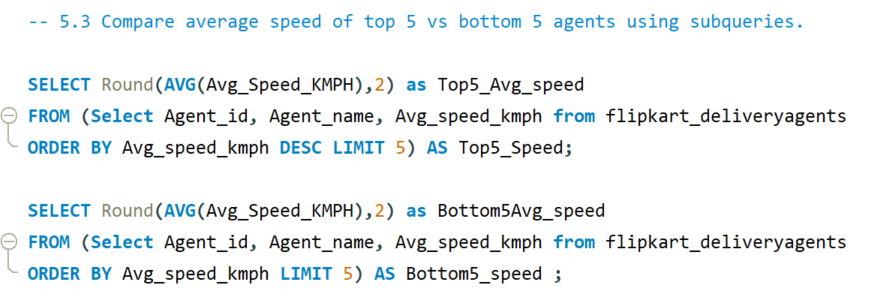 -- 5.3 Compare average speed of top 5 vs bottom 5 agents using subqueries.
SELECT Round(AVG(Avg_Speed_KMPH),2) as Top5_Avg_speed
FROM (Select Agent_id, Agent_name, Avg_speed_kmph from flipkart_deliveryagents
ORDER BY Avg_speed_kmph DESC LIMIT 5) AS Top5_Speed;
SELECT Round(AVG(Avg_Speed_KMPH),2) as Bottom5Avg_speed
FROM (Select Agent_id, Agent_name, Avg_speed_kmph from flipkart_deliveryagents
ORDER BY Avg_speed_kmph LIMIT 5) AS Bottom5_speed ;